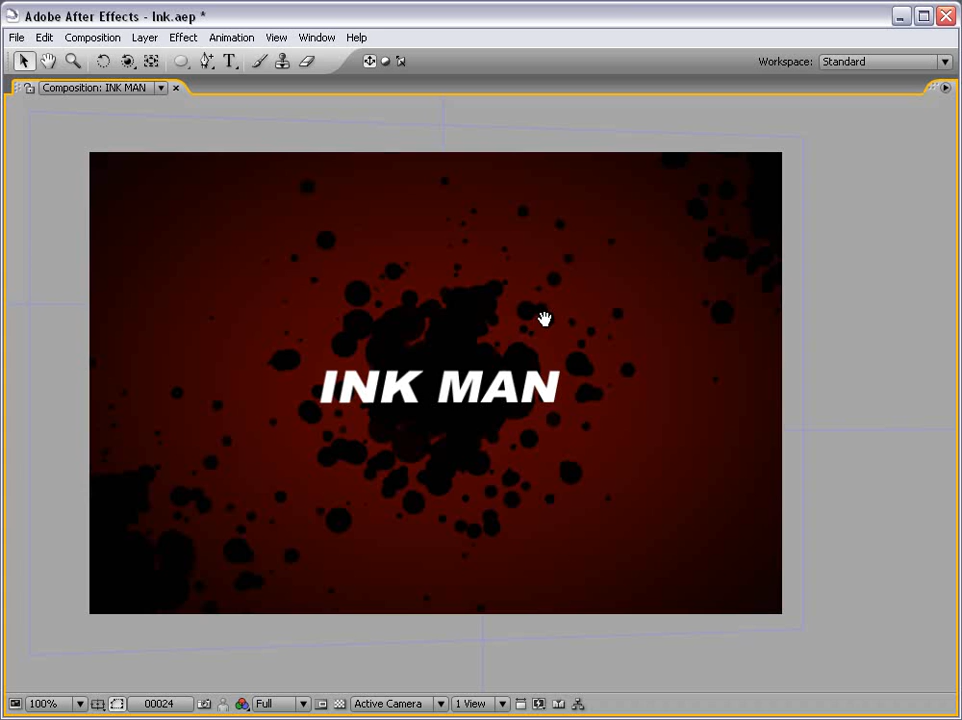 Adobe After Effects - Ink.aep *
File Edit Composition Layer Effect Animation View Window Help
Workspace: Standard
Composition: INK MAN
INK MAN
100% 00024 Full Active Camera 1 View